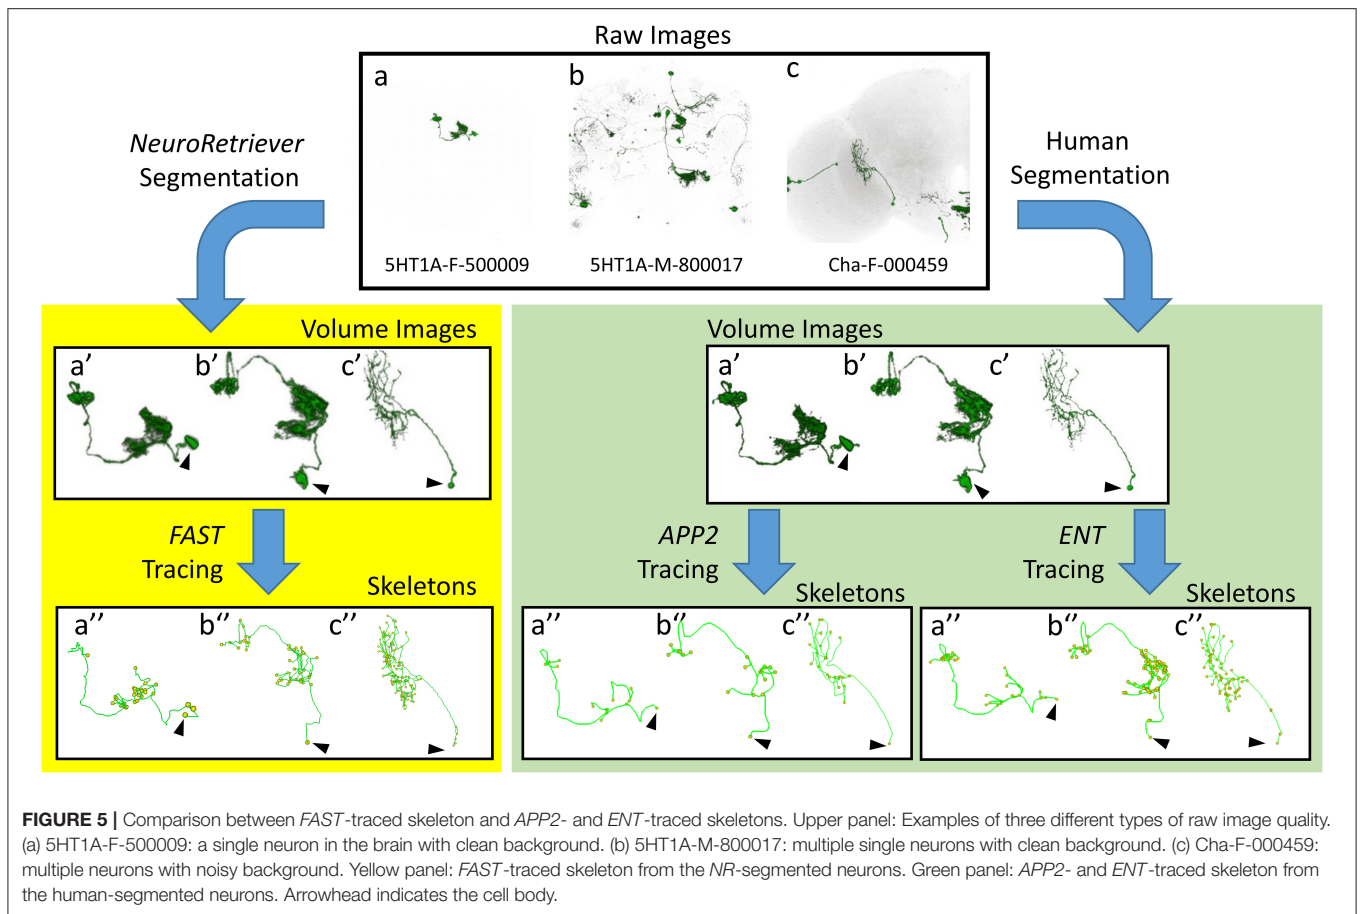 Raw Images
a
b
c
NeuroRetriever
Segmentation
Human
Segmentation
5HT1A-F-500009
5HT1A-M-800017
Cha-F-000459
Volume Images
a’
b’
c’
Volume Images
a’
b’
c’
FAST
Tracing
APP2
Tracing
ENT
Tracing
Skeletons
a’’
b’’
c’’
Skeletons
a’’
b’’
c’’
Skeletons
a’’
b’’
c’’
FIGURE 5 | Comparison between FAST-traced skeleton and APP2- and ENT-traced skeletons. Upper panel: Examples of three different types of raw image quality.
(a) 5HT1A-F-500009: a single neuron in the brain with clean background. (b) 5HT1A-M-800017: multiple single neurons with clean background. (c) Cha-F-000459:
multiple neurons with noisy background. Yellow panel: FAST-traced skeleton from the NR-segmented neurons. Green panel: APP2- and ENT-traced skeleton from
the human-segmented neurons. Arrowhead indicates the cell body.